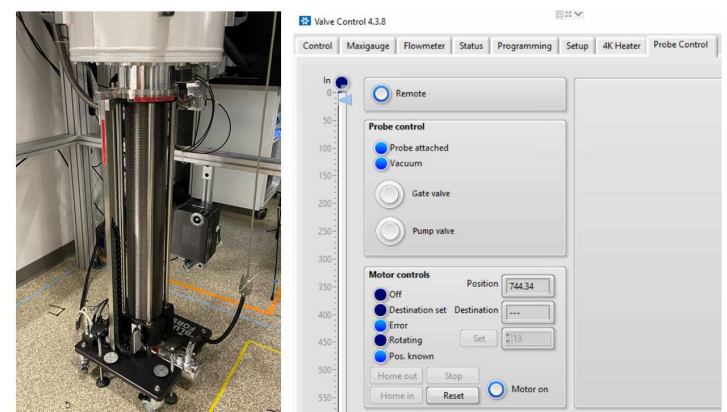 Valve Control 4.3.8
Control Maxigauge Flowmeter Status Programming Setup 4K Heater Probe Control
In
0
50
100
150
200
250
300
350
400
450
500
550
Remote
Probe control
Probe attached
Vacuum
Gate valve
Pump valve
Motor controls
Position 744.34
Off
Destination set Destination ---
Error
Rotating Set 13
Pos. known
Home out Stop
Home in Reset Motor on
BLUE
FORS